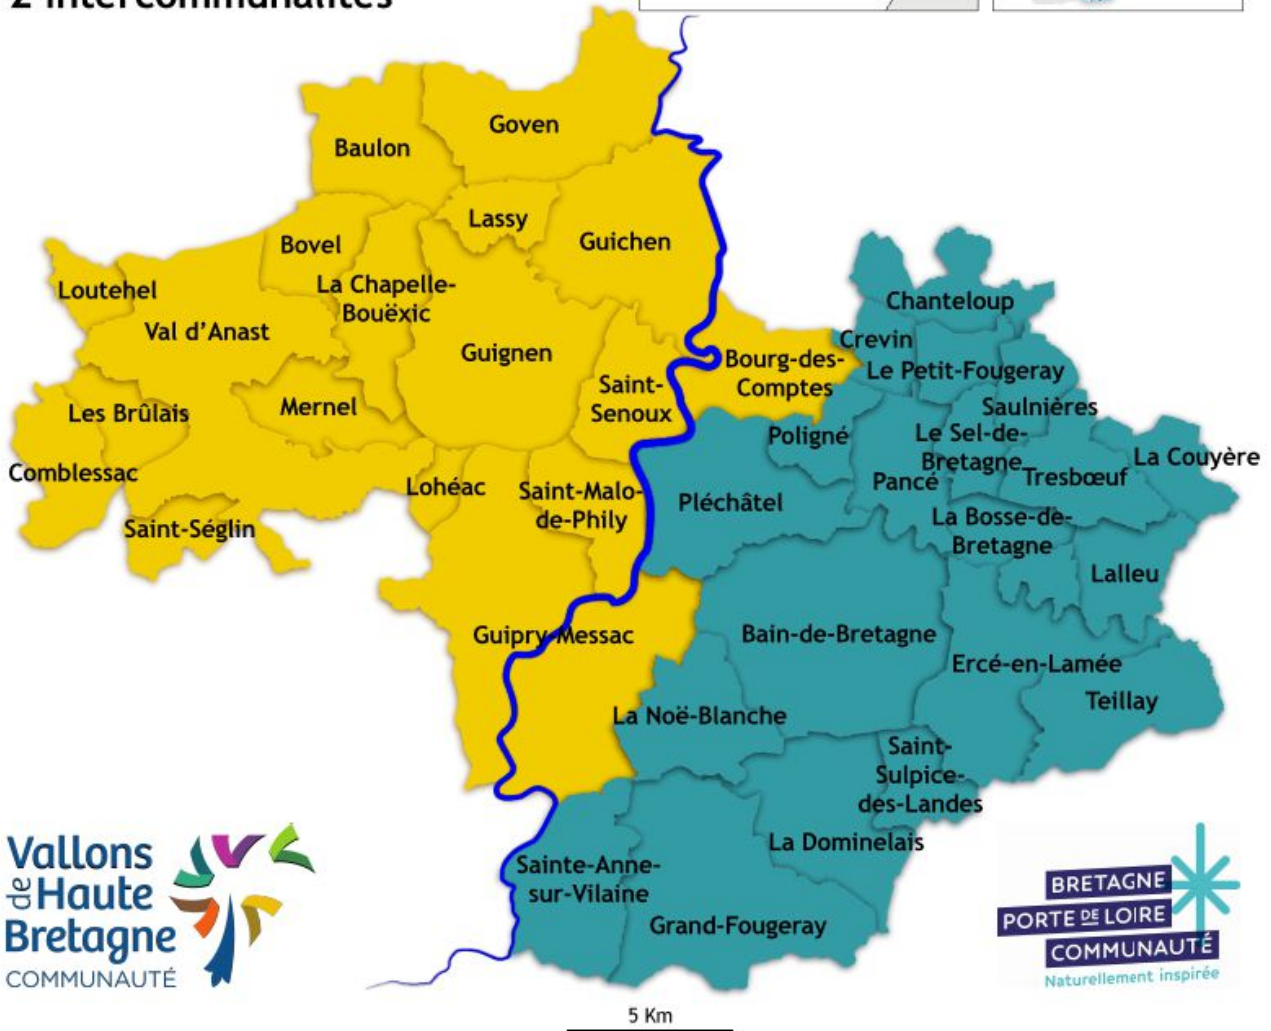 2 intercommunalités
Goven
Baulon
Lassy
Guichen
Bovel
La Chapelle-
Bouëxic
Loutehel
Val d'Anast
Guignen
Chanteloup
Crevin
Le Petit-Fougeray
Bourg-des-
Comptes
Saint-
Senoux
Mernel
Les Brûlais
Saulnières
Poligné
Le Sel-de-
Bretagne
La Couyère
Comblessac
Lohéac
Saint-Malo-
de-Phily
Pléchâtel
Pancé
Tresbœuf
Saint-Séglin
La Bosse-de-
Bretagne
Lalleu
Guipry-Messac
Bain-de-Bretagne
Ercé-en-Lamée
Teillay
La Noë-Blanche
Saint-
Sulpice-
des-Landes
La Dominelais
Sainte-Anne-
sur-Vilaine
Grand-Fougeray
Vallons
de Haute
Bretagne
COMMUNAUTÉ
BRETAGNE
PORTE DE LOIRE
COMMUNAUTÉ
Naturellement inspirée
5 Km